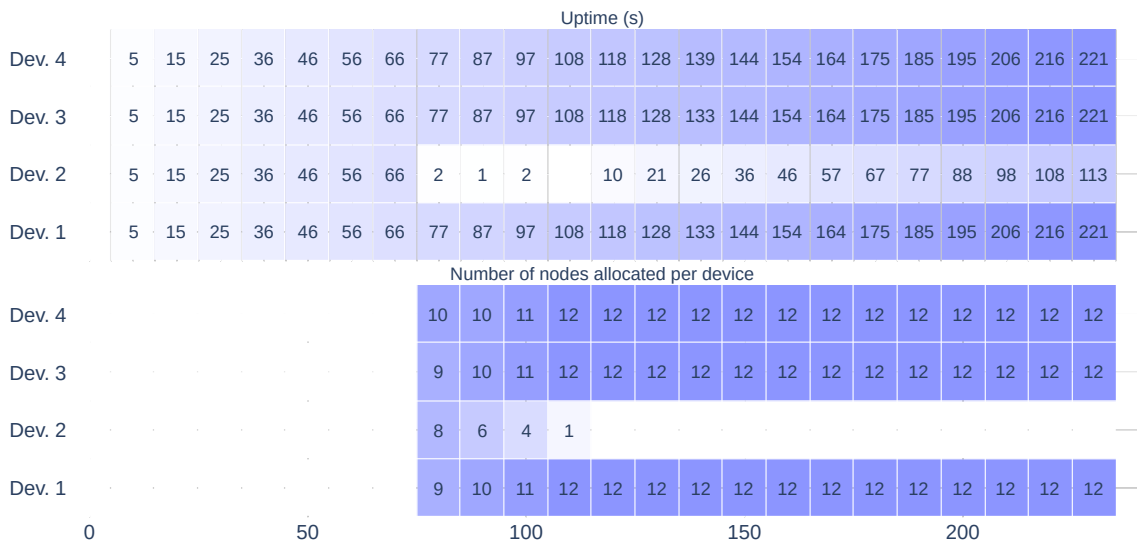 Uptime (s)
Dev. 4 5 15 25 36 46 56 66 77 87 97 108 118 128 139 144 154 164 175 185 195 206 216 221
Dev. 3 5 15 25 36 46 56 66 77 87 97 108 118 128 133 144 154 164 175 185 195 206 216 221
Dev. 2 5 15 25 36 46 56 66 2 1 2 10 21 26 36 46 57 67 77 88 98 108 113
Dev. 1 5 15 25 36 46 56 66 77 87 97 108 118 128 133 144 154 164 175 185 195 206 216 221
Number of nodes allocated per device
Dev. 4 10 10 11 12 12 12 12 12 12 12 12 12 12 12 12 12
Dev. 3 9 10 11 12 12 12 12 12 12 12 12 12 12 12 12 12
Dev. 2 8 6 4 1
Dev. 1 9 10 11 12 12 12 12 12 12 12 12 12 12 12 12 12
0 50 100 150 200